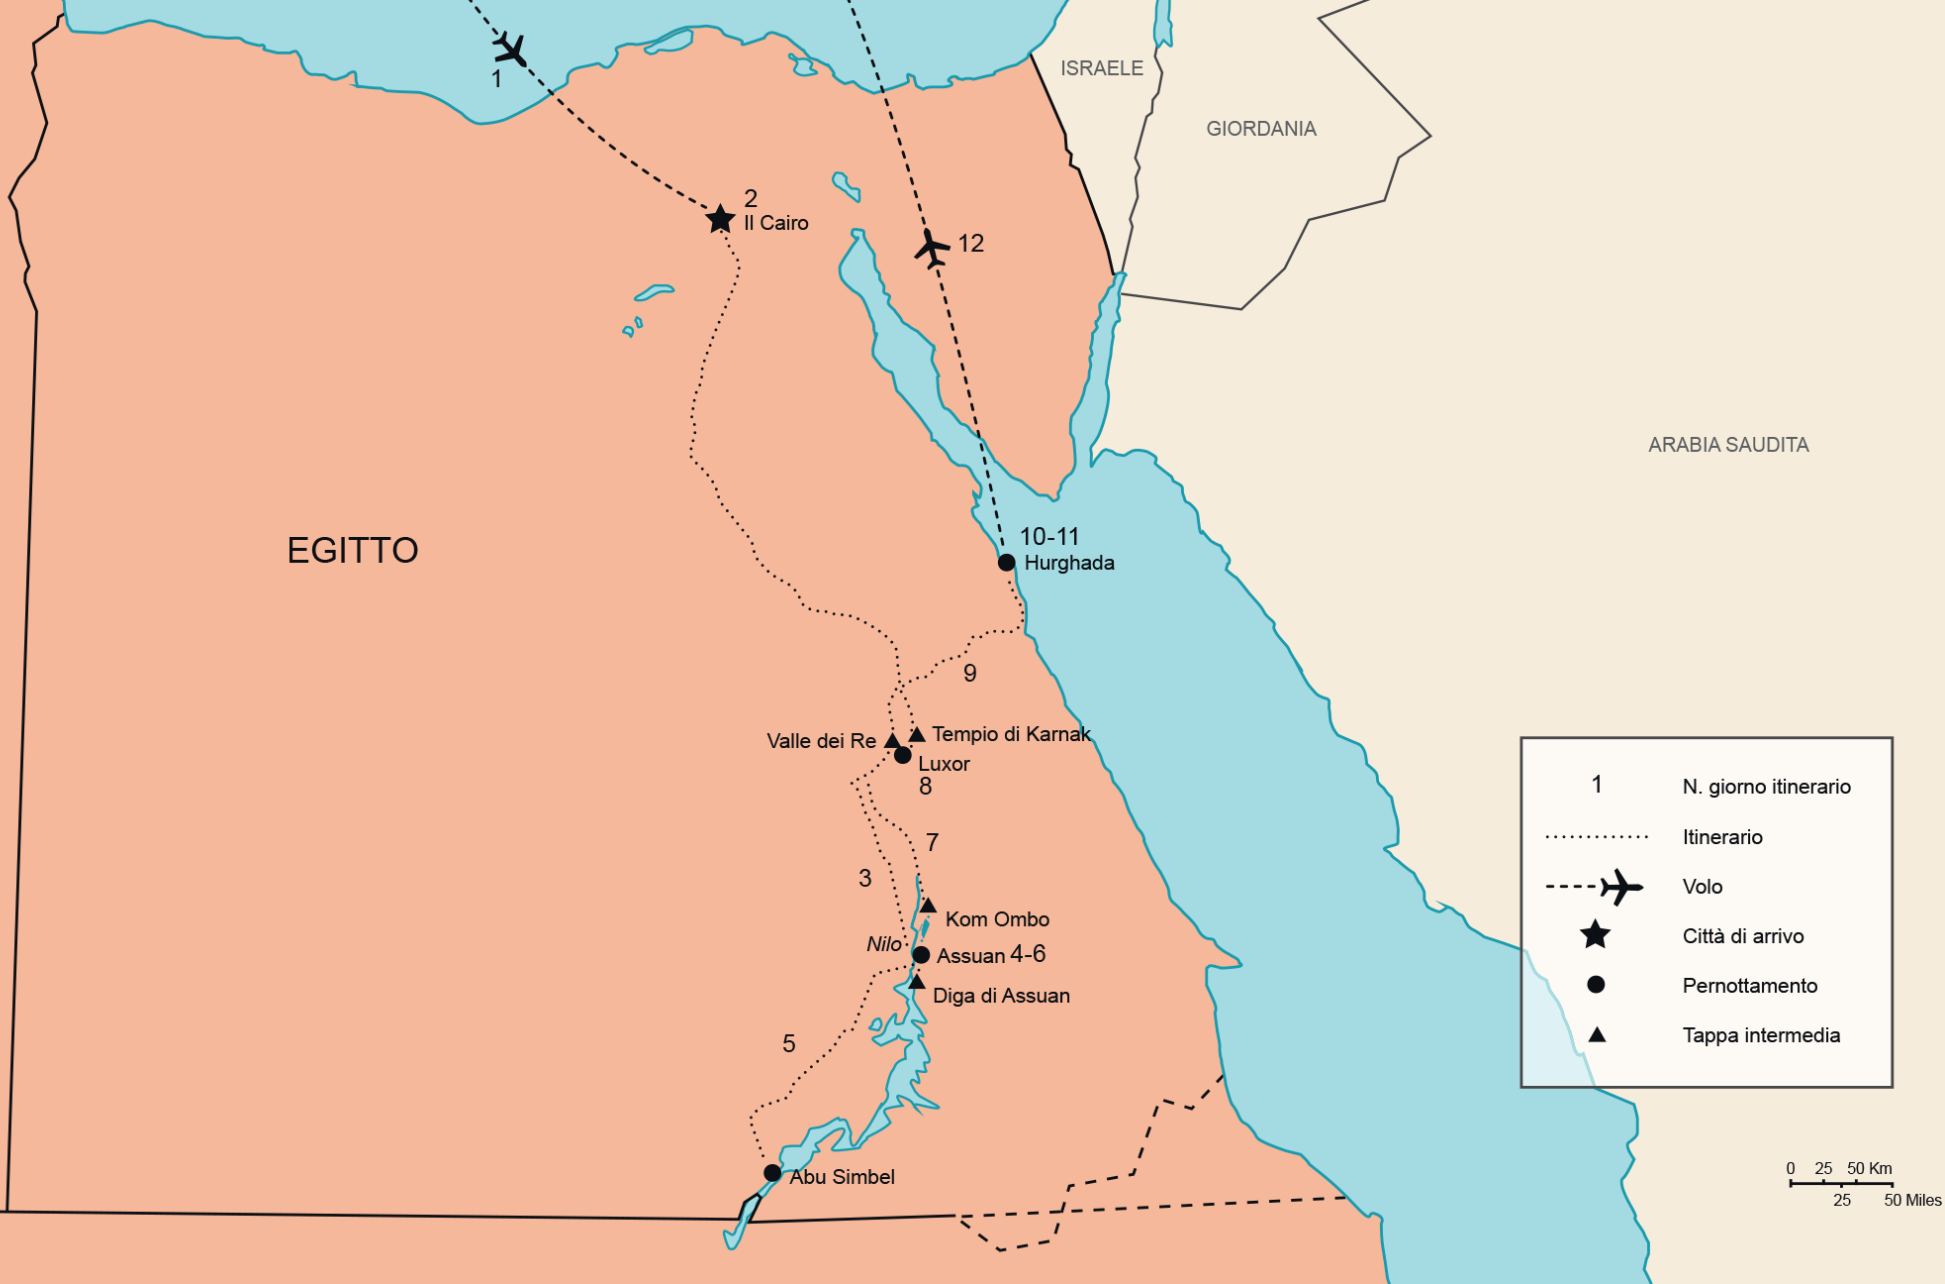 1
ISRAELE
GIORDANIA
2
Il Cairo
12
ARABIA SAUDITA
EGITTO
10-11
Hurghada
9
Valle dei Re
Tempio di Karnak
Luxor
8
7
3
Kom Ombo
Nilo
Assuan 4-6
Diga di Assuan
5
Abu Simbel
1 N. giorno itinerario
Itinerario
Volo
Città di arrivo
Pernottamento
Tappa intermedia
0 25 50 Km
25 50 Miles